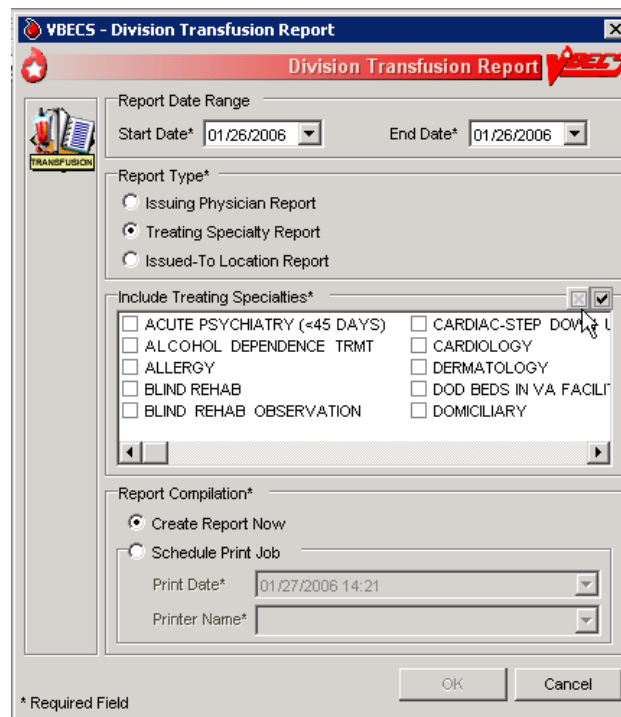 VBECS - Division Transfusion Report
Division Transfusion Report VBECS
TRANSFUSION
Report Date Range
Start Date* 01/26/2006 End Date* 01/26/2006
Report Type*
Issuing Physician Report
Treating Specialty Report
Issued-To Location Report
Include Treating Specialties*
ACUTE PSYCHIATRY (<45 DAYS) CARDIAC-STEP DOWN U
ALCOHOL DEPENDENCE TRMT CARDIOLOGY
ALLERGY DERMATOLOGY
BLIND REHAB DOD BEDS IN VA FACILIT
BLIND REHAB OBSERVATION DOMICILIARY
Report Compilation*
Create Report Now
Schedule Print Job
Print Date* 01/27/2006 14:21
Printer Name*
OK Cancel
* Required Field